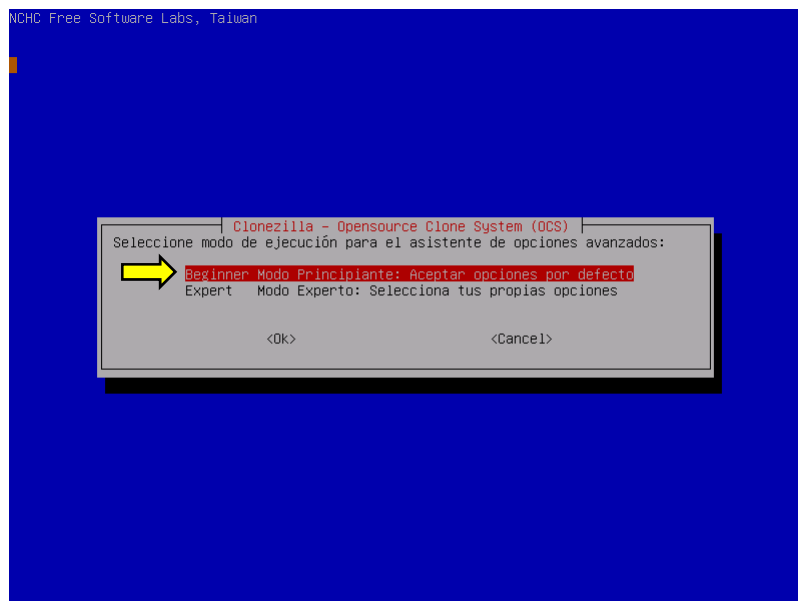 NCHC Free Software Labs, Taiwan
Clonezilla - Opensource Clone System (OCS)
Seleccione modo de ejecución para el asistente de opciones avanzados:
Beginner Modo Principiante: Aceptar opciones por defecto
Expert Modo Experto: Selecciona tus propias opciones
<Ok> <Cancel>